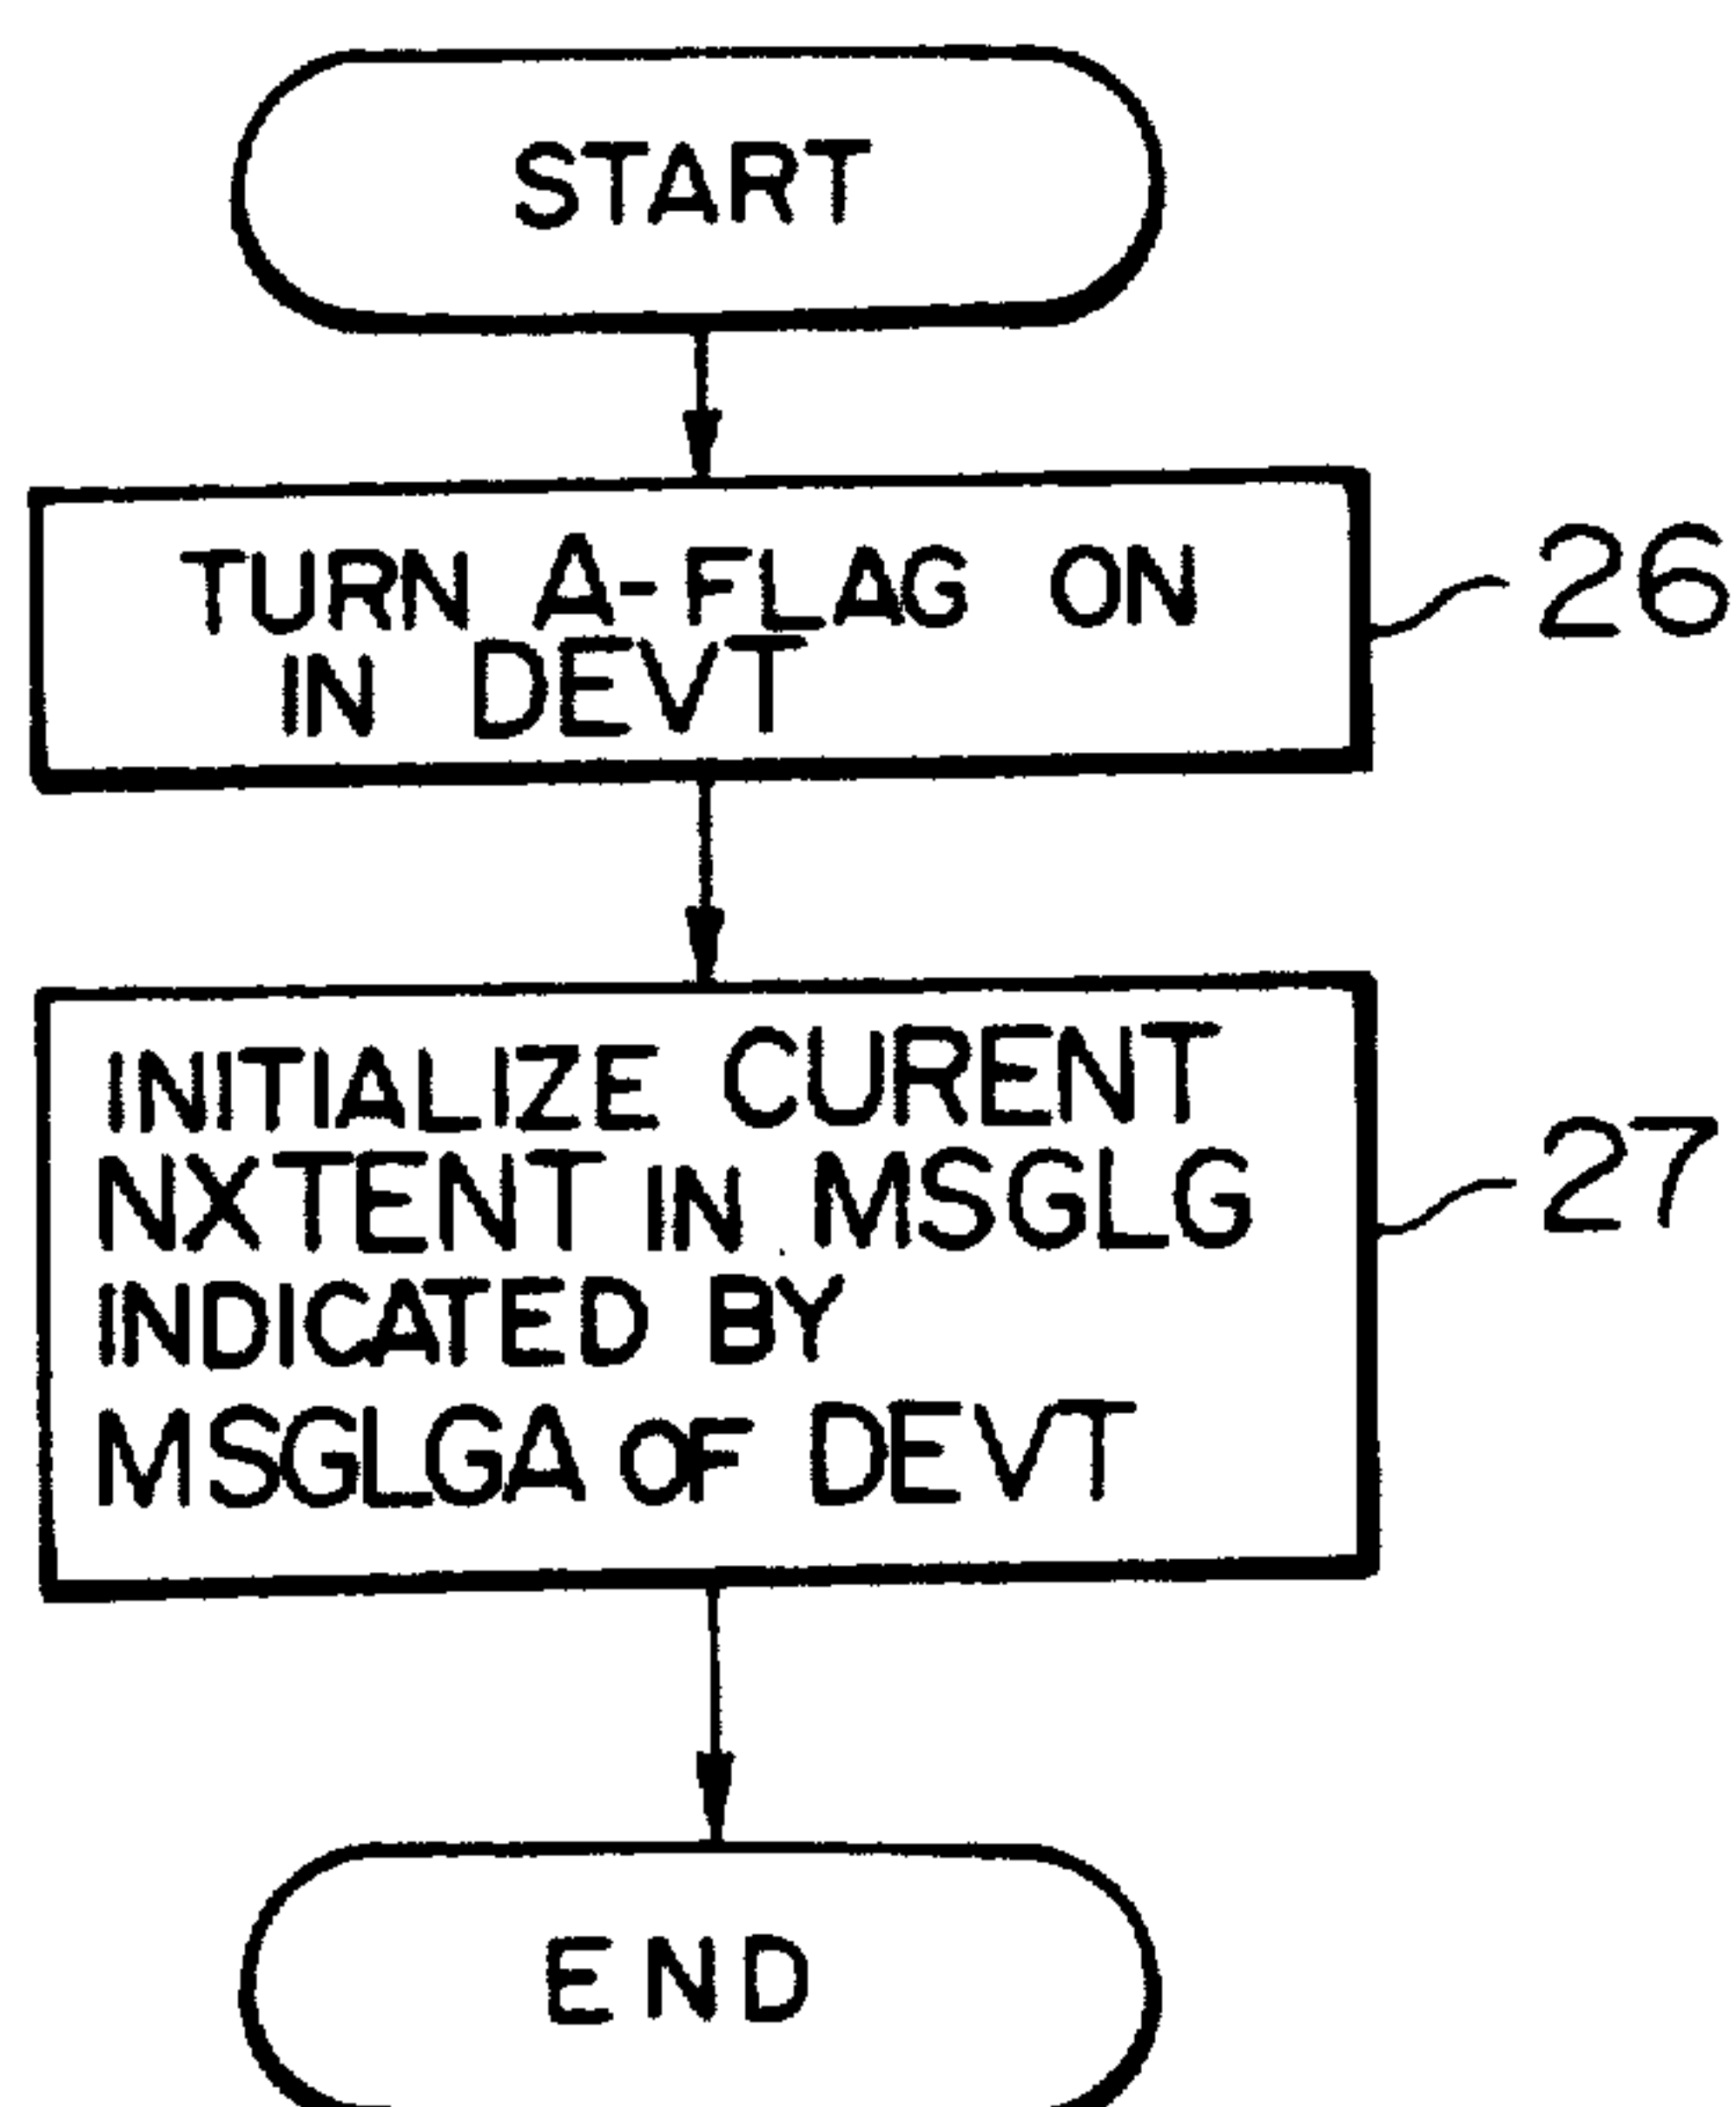 START
TURN A-FLAG ON
IN DEVT
26
INITIALIZE CURENT
NXTENT IN MSGLG
INDICATED BY
MSGLGA OF DEVT
27
END